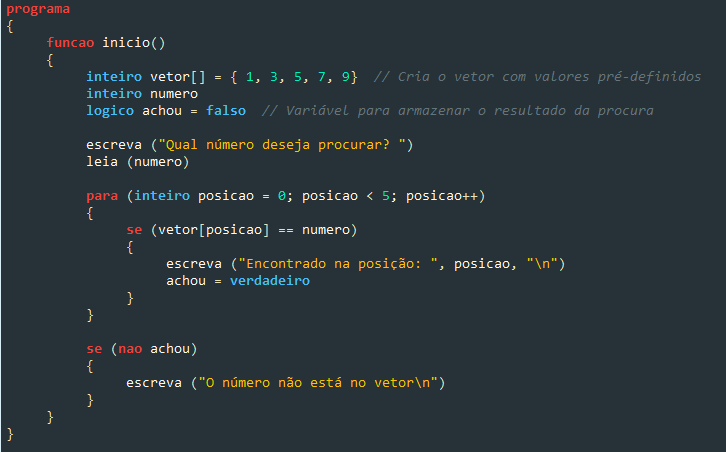 programa
{
funcao inicio()
{
inteiro vetor[] = { 1, 3, 5, 7, 9}  // Cria o vetor com valores pré-definidos
inteiro numero
logico achou = falso  // Variável para armazenar o resultado da procura
escreva ("Qual número deseja procurar? ")
leia (numero)
para (inteiro posicao = 0; posicao < 5; posicao++)
{
se (vetor[posicao] == numero)
{
escreva ("Encontrado na posição: ", posicao, "\n")
achou = verdadeiro
}
}
se (nao achou)
{
escreva ("O número não está no vetor\n")
}
}
}